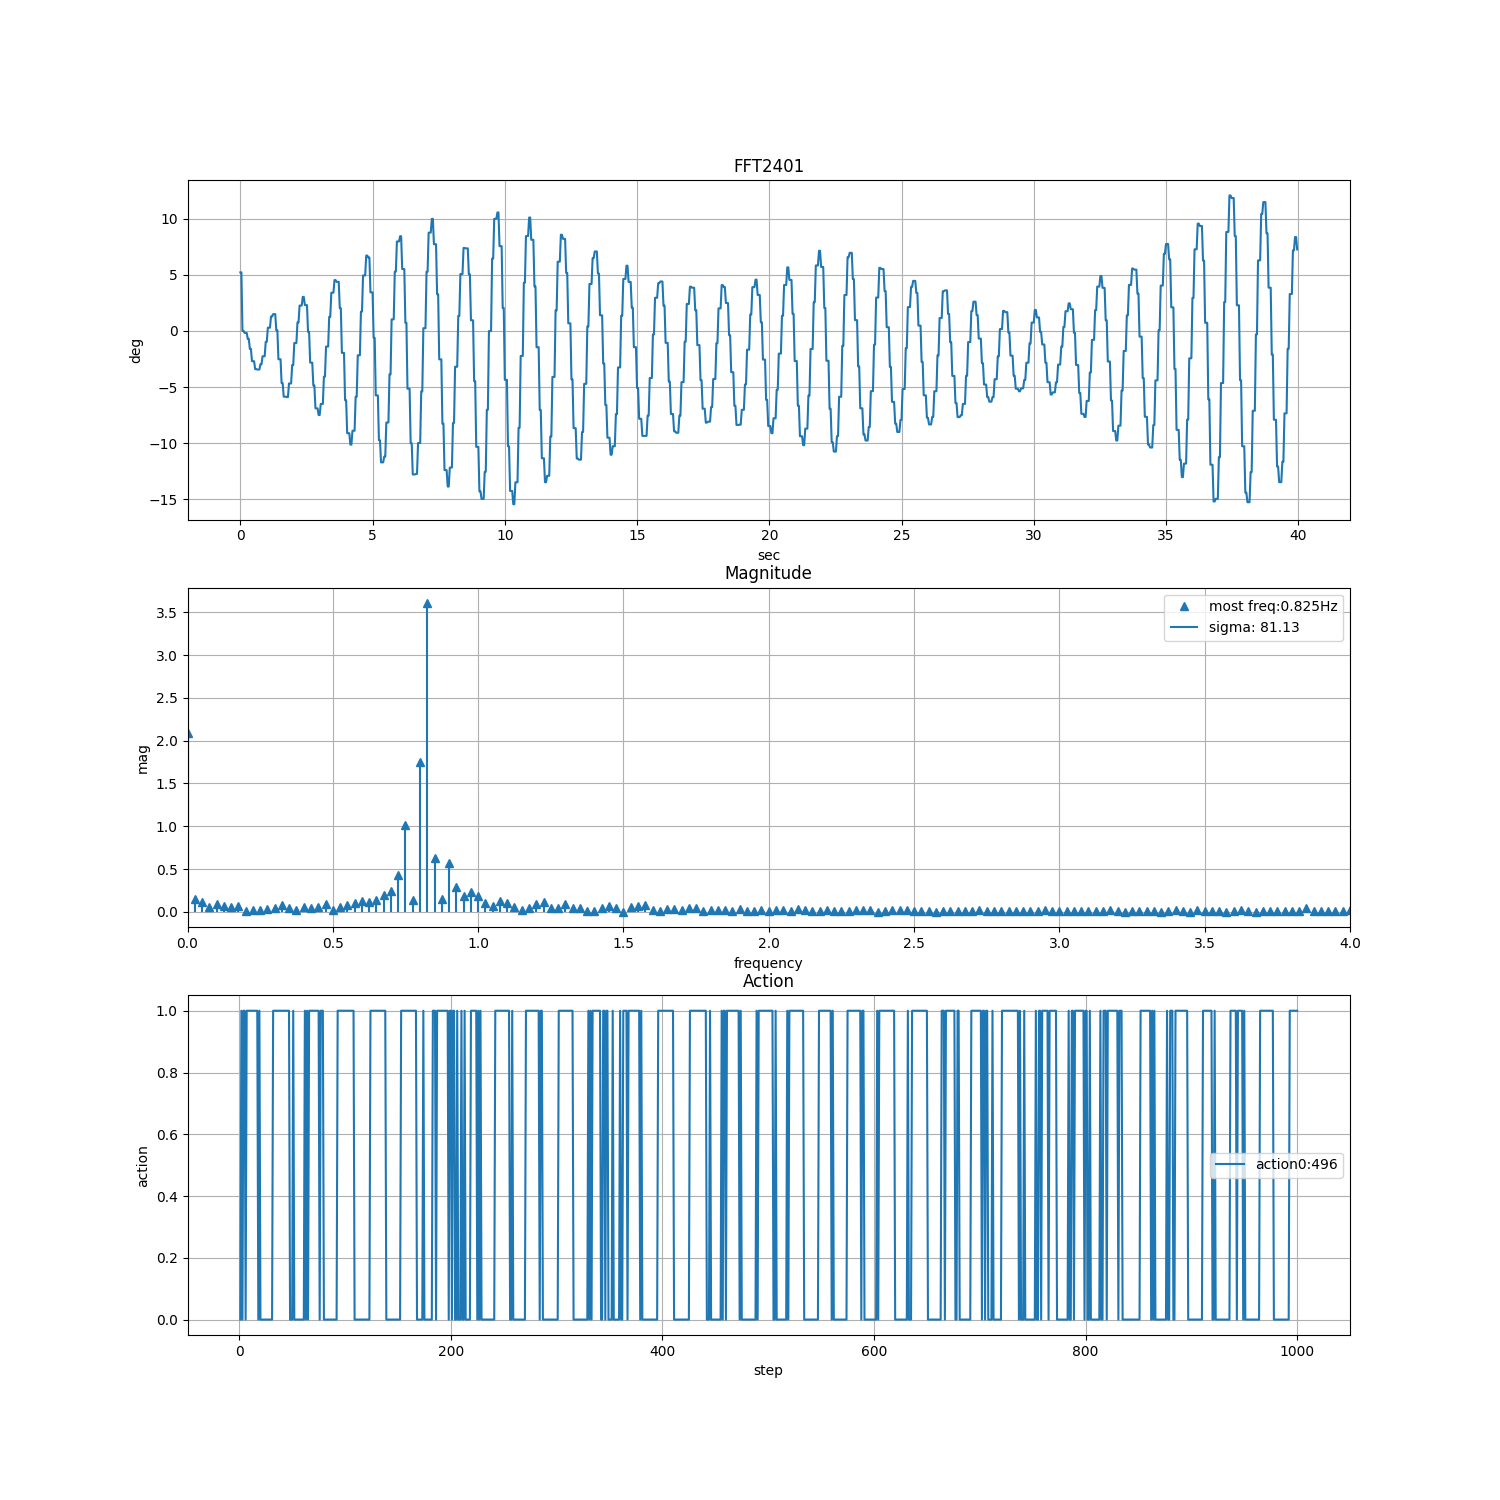 FFT2401
10
5
0
−5
−10
−15
deg
0 5 10 15 20 25 30 35 40
sec
Magnitude
3.5
3.0
2.5
2.0
1.5
1.0
0.5
0.0
mag
most freq:0.825Hz
sigma: 81.13
0.0 0.5 1.0 1.5 2.0 2.5 3.0 3.5 4.0
frequency
Action
1.0
0.8
0.6
0.4
0.2
0.0
action
action0:496
0 200 400 600 800 1000
step